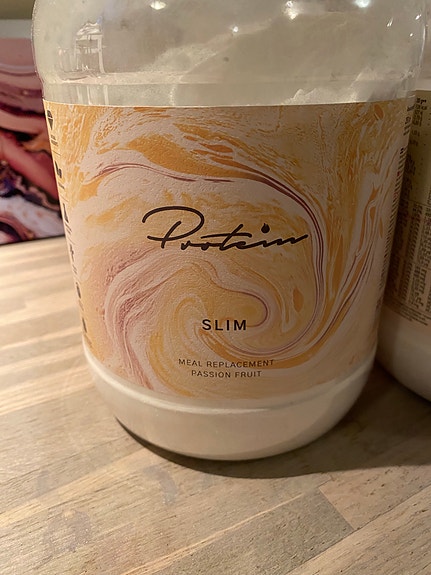 Protein
SLIM
MEAL REPLACEMENT
PASSION FRUIT